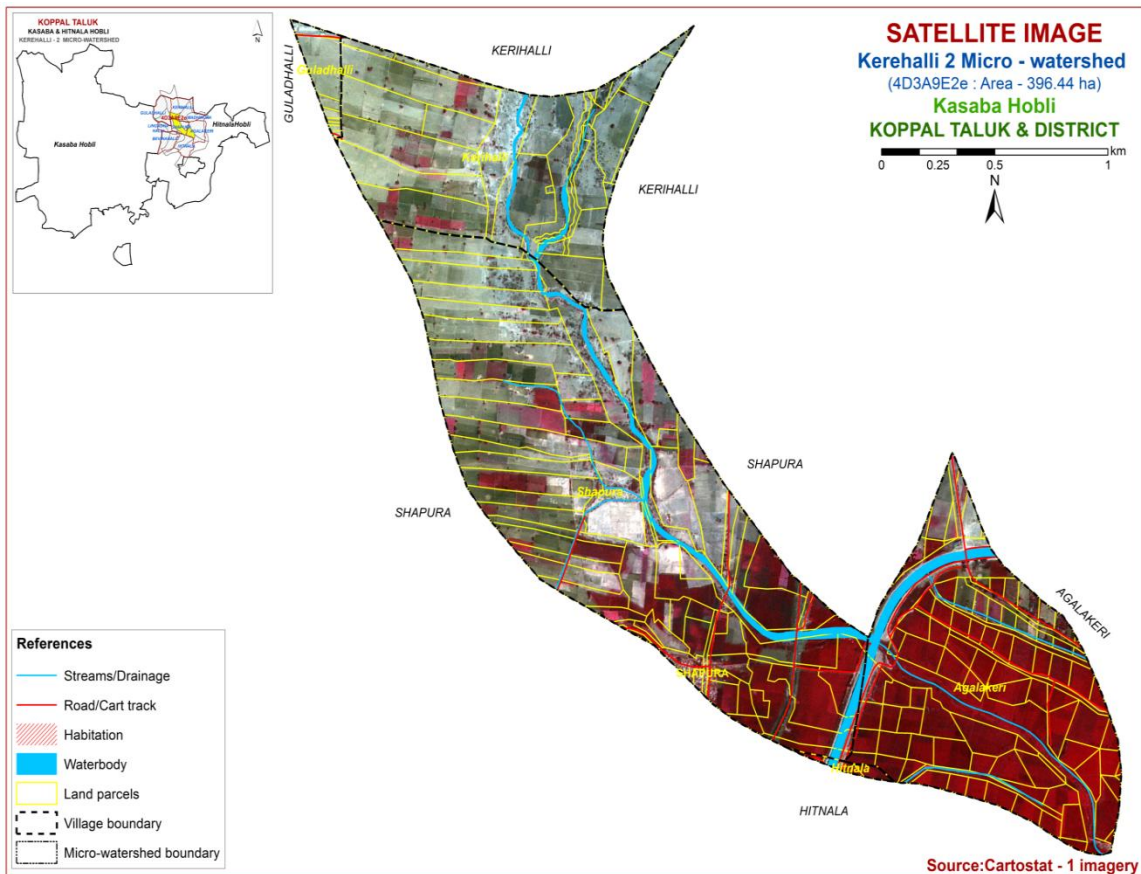 KOPPAL TALUK
KASABA & HITNALA HOBLI
KEREHALLI - 2 MICRO-WATERSHED
N
KERIHALLI
GULADHALLI
AGALAKERI
HITNALA
Kasaba Hobli
HitnalaHobli
SATELLITE IMAGE
Kerehalli 2 Micro - watershed
(4D3A9E2e : Area - 396.44 ha)
Kasaba Hobli
KOPPAL TALUK & DISTRICT
km
0 0.25 0.5 1
N
KERIHALLI
GULADHALLI
Guladhalli
KERIHALLI
SHAPURA
Shapura
SHAPURA
AGALAKERI
SHAPURA
Agalakeri
Hitnala
HITNALA
References
Streams/Drainage
Road/Cart track
Habitation
Waterbody
Land parcels
Village boundary
Micro-watershed boundary
Source:Cartostat - 1 imagery